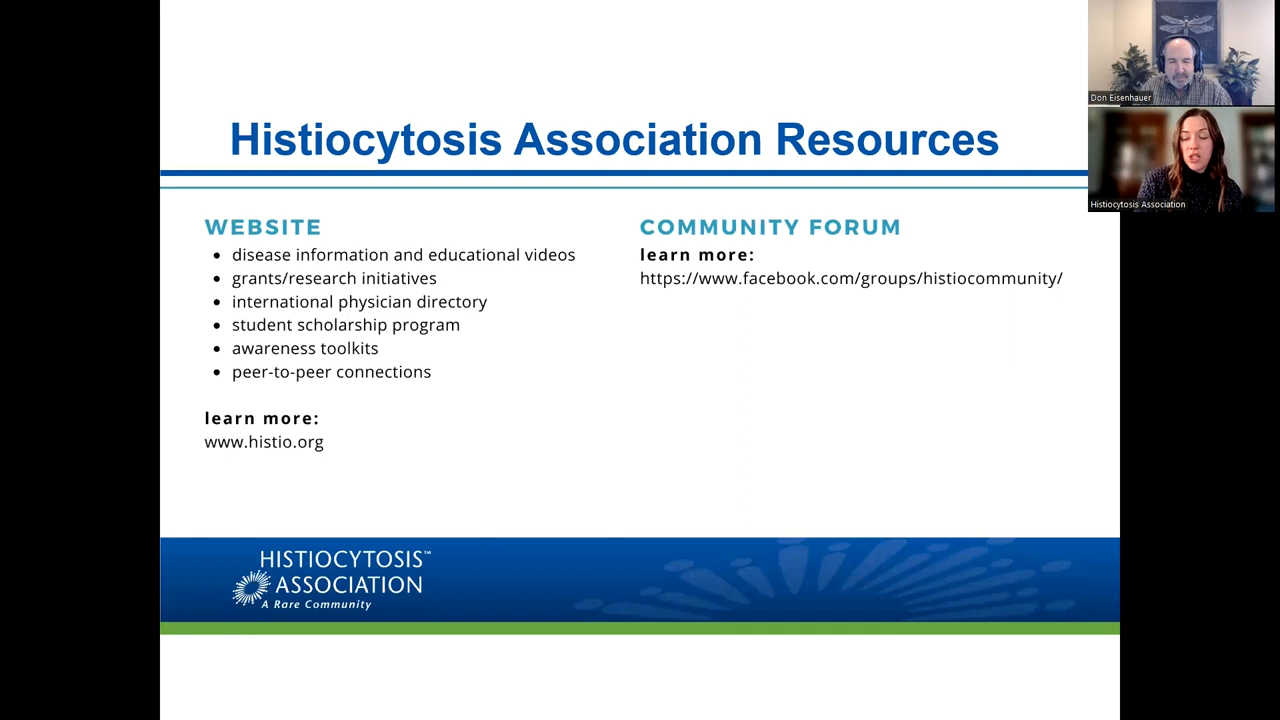 Histiocytosis Association Resources
WEBSITE
• disease information and educational videos
• grants/research initiatives
• international physician directory
• student scholarship program
• awareness toolkits
• peer-to-peer connections
learn more:
www.histio.org
COMMUNITY FORUM
learn more:
https://www.facebook.com/groups/histiocommunity/
HISTIOCYTOSIS™
ASSOCIATION
A Rare Community
Don Eisenhauer
Histiocytosis Association